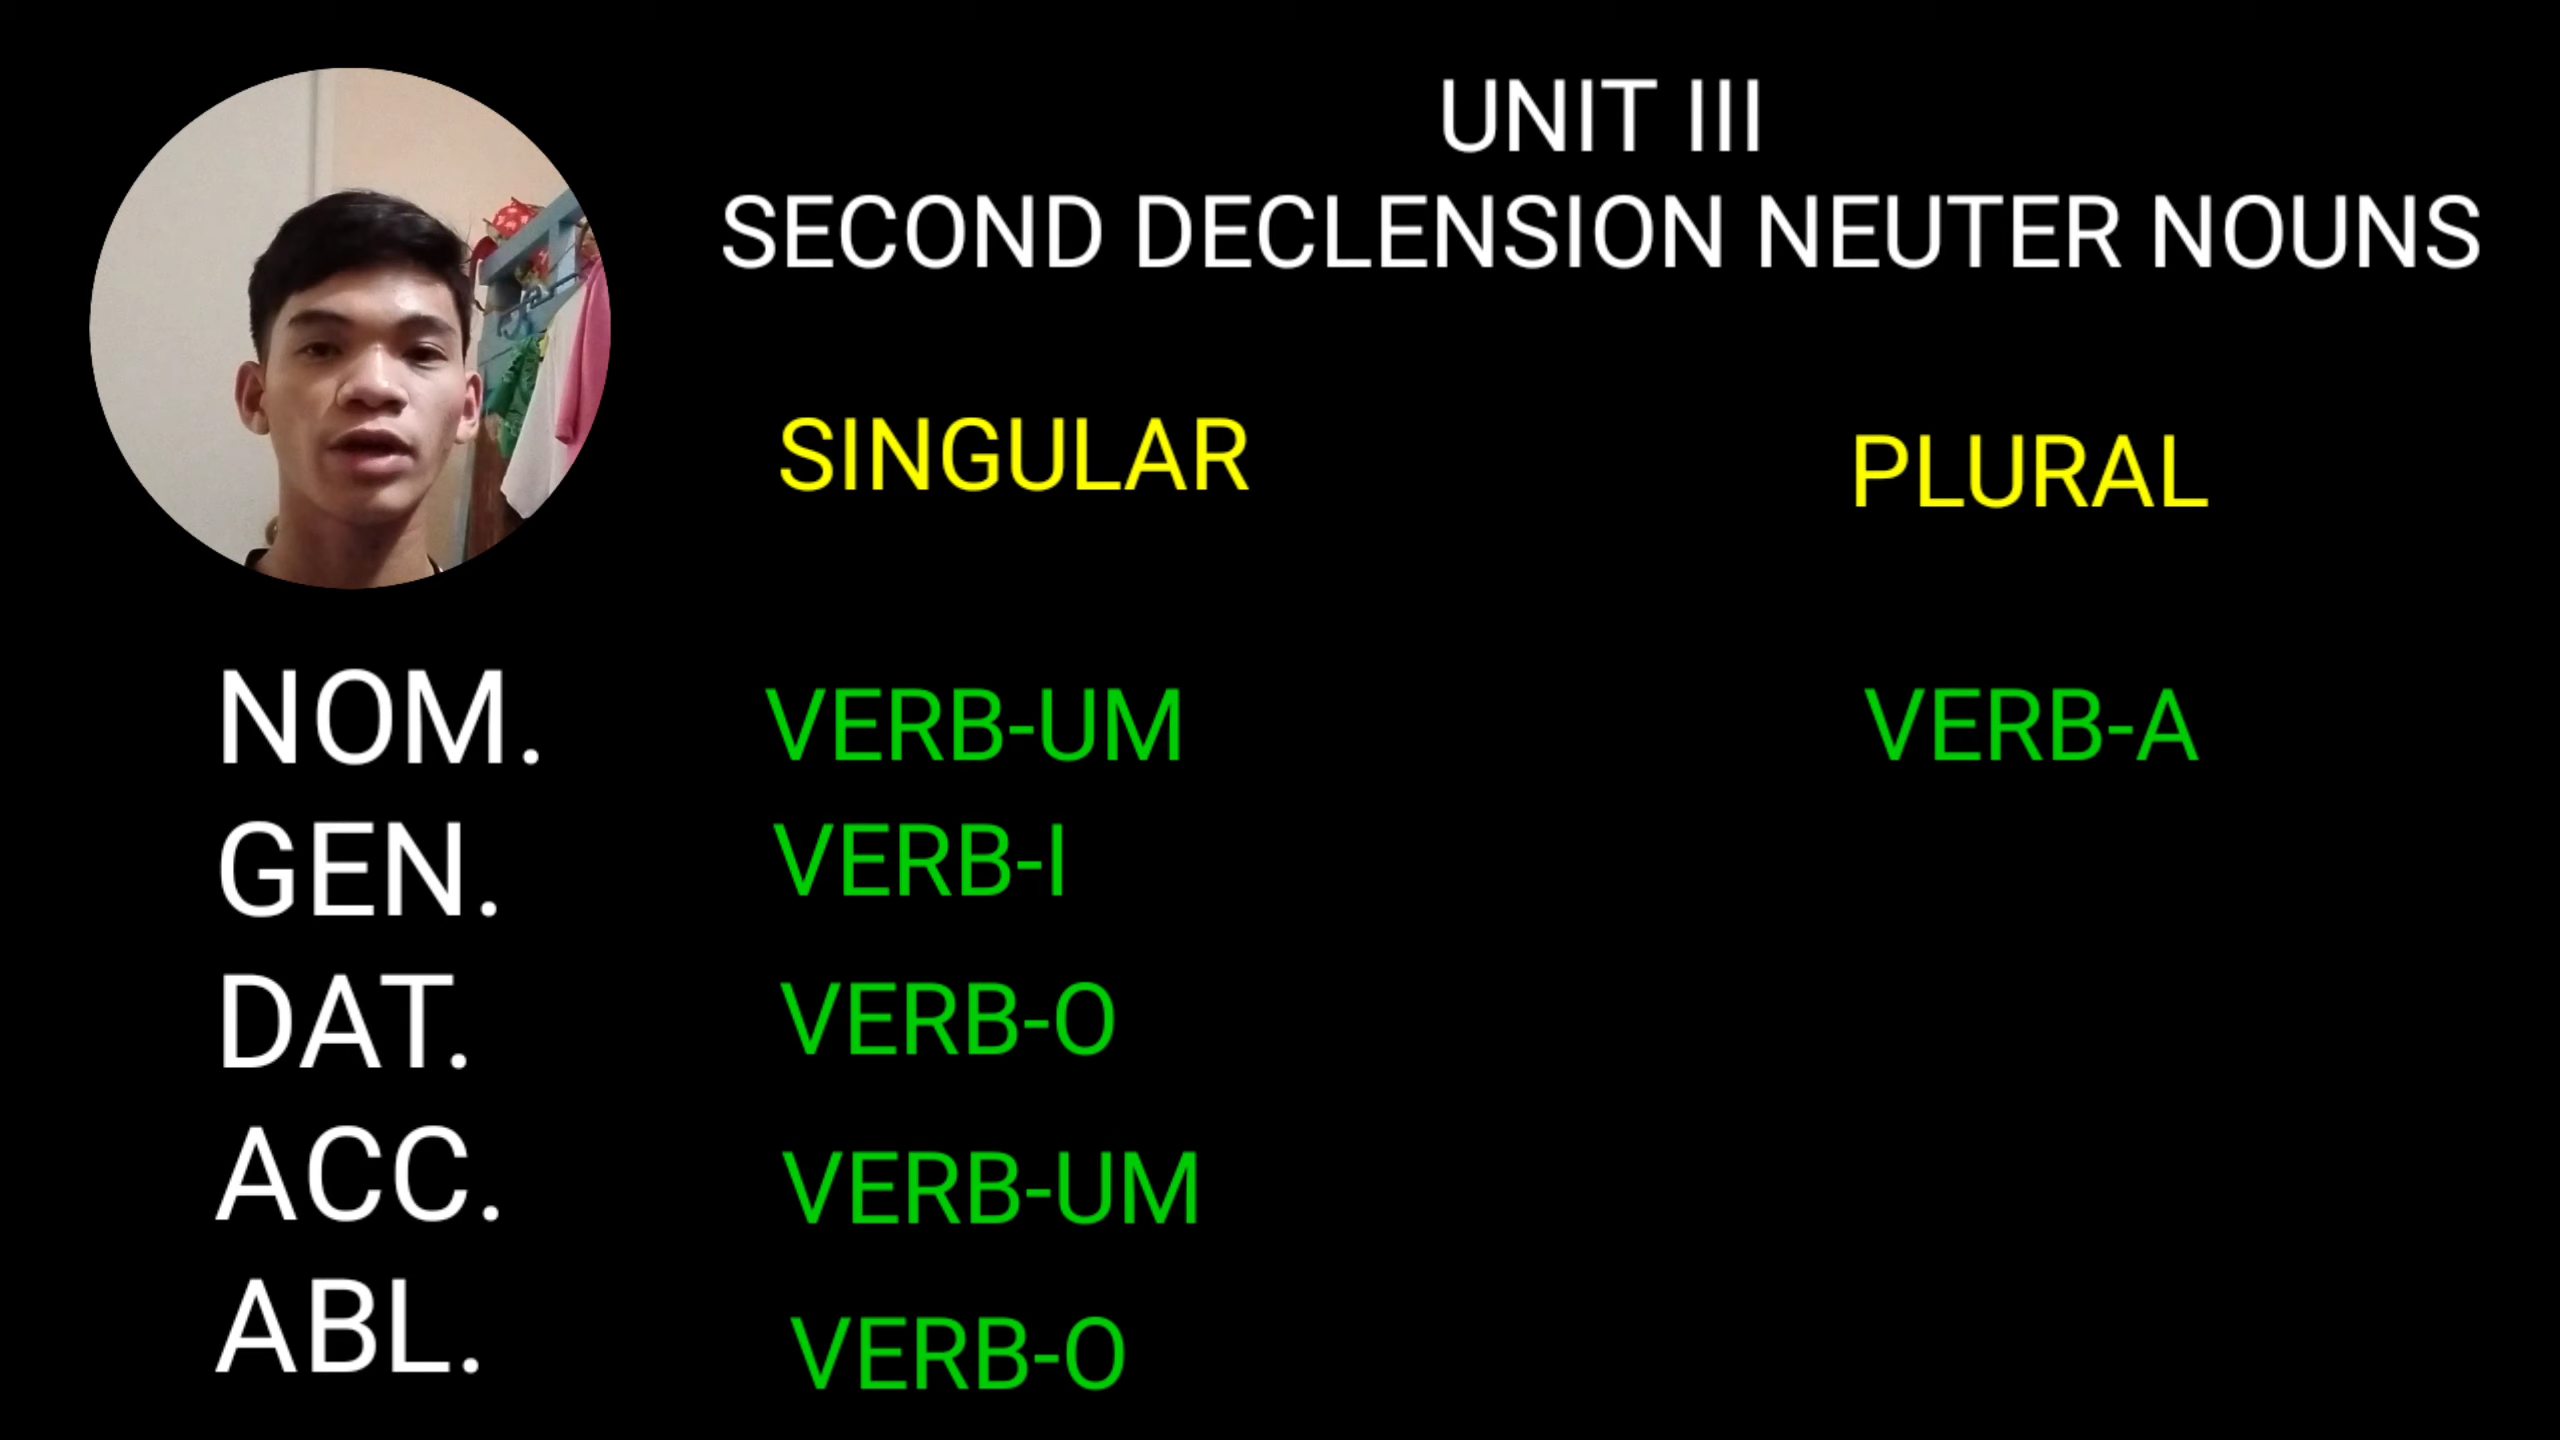 UNIT III
SECOND DECLENSION NEUTER NOUNS
SINGULAR PLURAL
NOM. VERB-UM VERB-A
GEN. VERB-I
DAT. VERB-O
ACC. VERB-UM
ABL. VERB-O